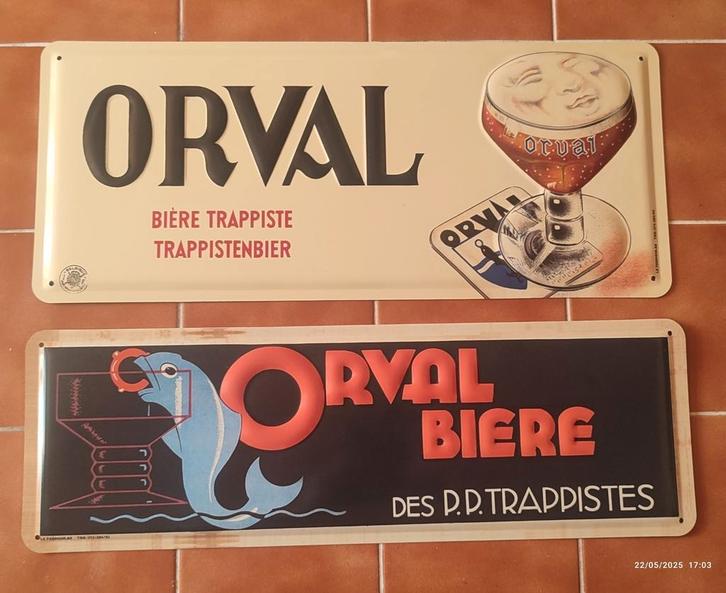 ORVAL
BIÈRE TRAPPISTE
TRAPPISTENBIER
orval
ORVAL
ORVAL
BIERE
DES P.P. TRAPPISTES
22/05/2025 17:03